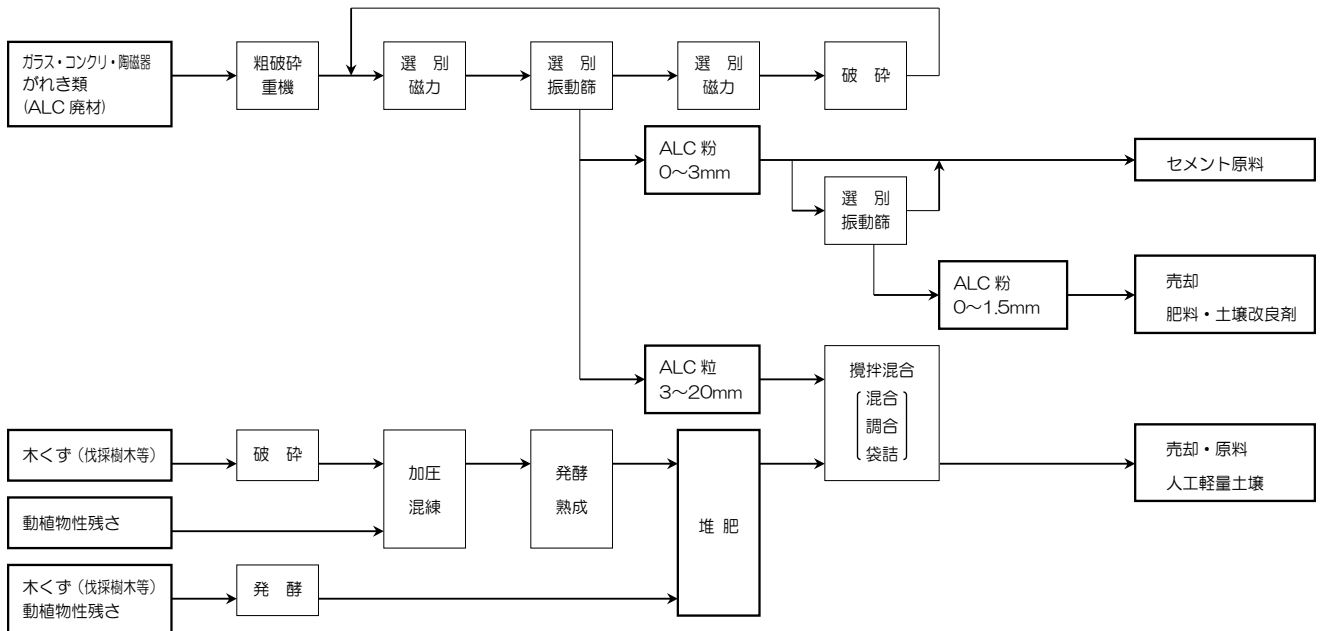 ガラス・コンクリ・陶磁器
がれき類
(ALC 廃材)
粗破砕
重機
選　別
磁力
選　別
振動篩
選　別
磁力
破　砕
ALC 粉
0〜3mm
セメント原料
選　別
振動篩
ALC 粉
0〜1.5mm
売却
肥料・土壌改良剤
ALC 粒
3〜20mm
攪拌混合
混合
調合
袋詰
木くず（伐採樹木等）
破　砕
加圧
混練
発酵
熟成
堆 肥
売却・原料
人工軽量土壌
動植物性残さ
木くず（伐採樹木等）
動植物性残さ
発　酵